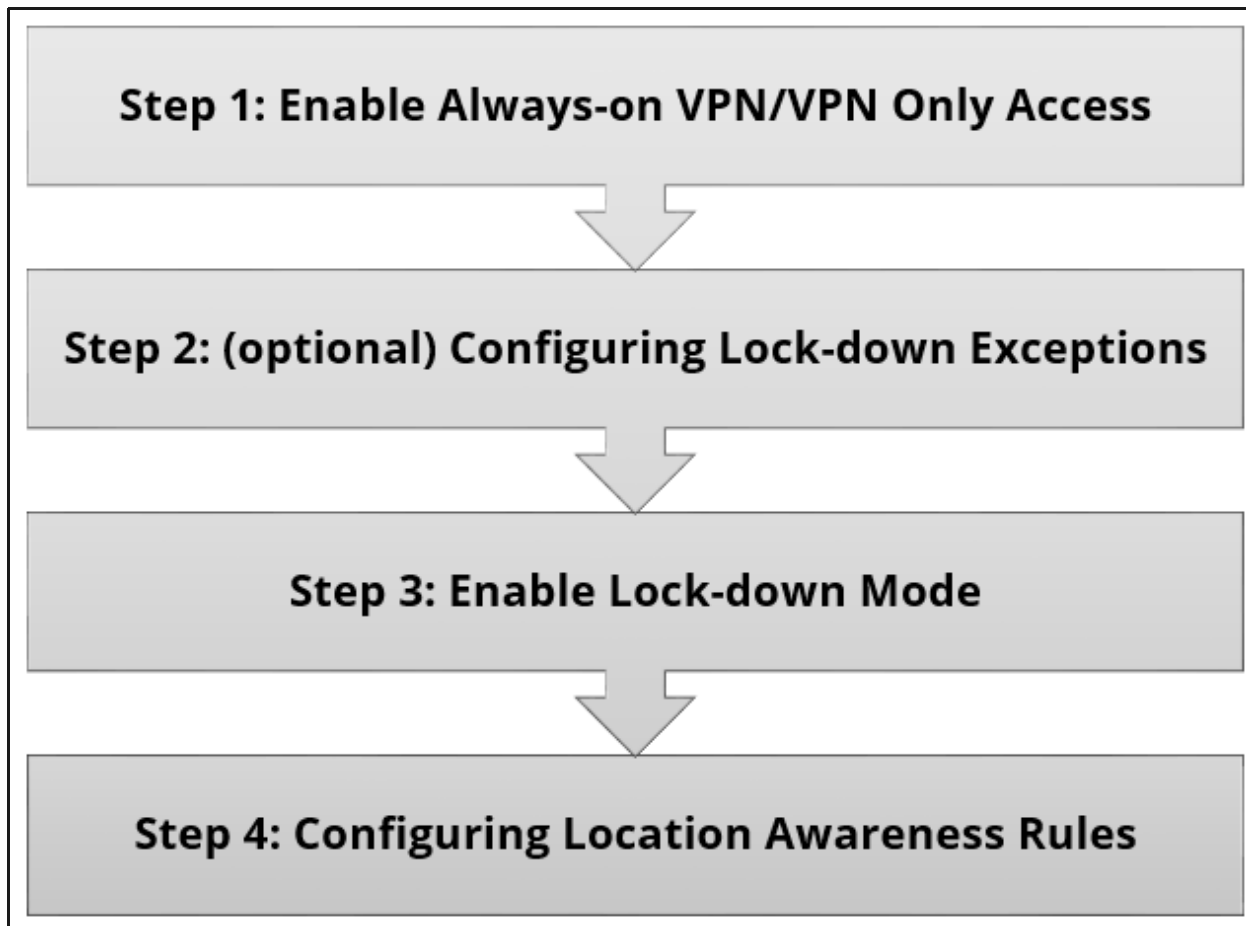 Step 1: Enable Always-on VPN/VPN Only Access
Step 2: (optional) Configuring Lock-down Exceptions
Step 3: Enable Lock-down Mode
Step 4: Configuring Location Awareness Rules